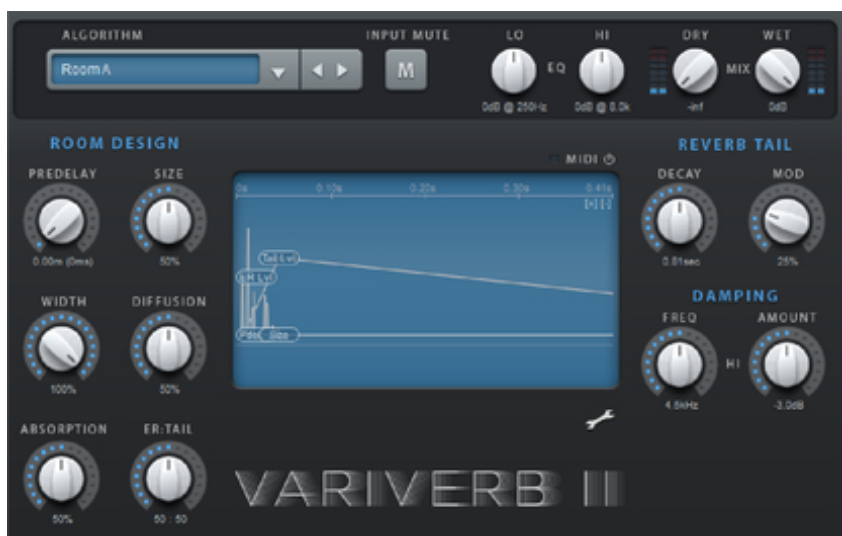 ALGORITHM
INPUT MUTE
LO
HI
DRY
WET
Room A
M
EQ
MIX
0dB @ 250Hz
0dB @ 8.0k
-inf
0dB
ROOM DESIGN
REVERB TAIL
MIDI
PREDELAY
SIZE
DECAY
MOD
0s
0.10s
0.20s
0.30s
0.41s
[+] [-]
0.00m (0ms)
50%
Tail Lvl
ER Lvl
0.81sec
25%
WIDTH
DIFFUSION
DAMPING
FREQ
AMOUNT
Size
HI
100%
50%
4.6kHz
-3.0dB
ABSORPTION
ER:TAIL
50%
50 : 50
VARIVERB II